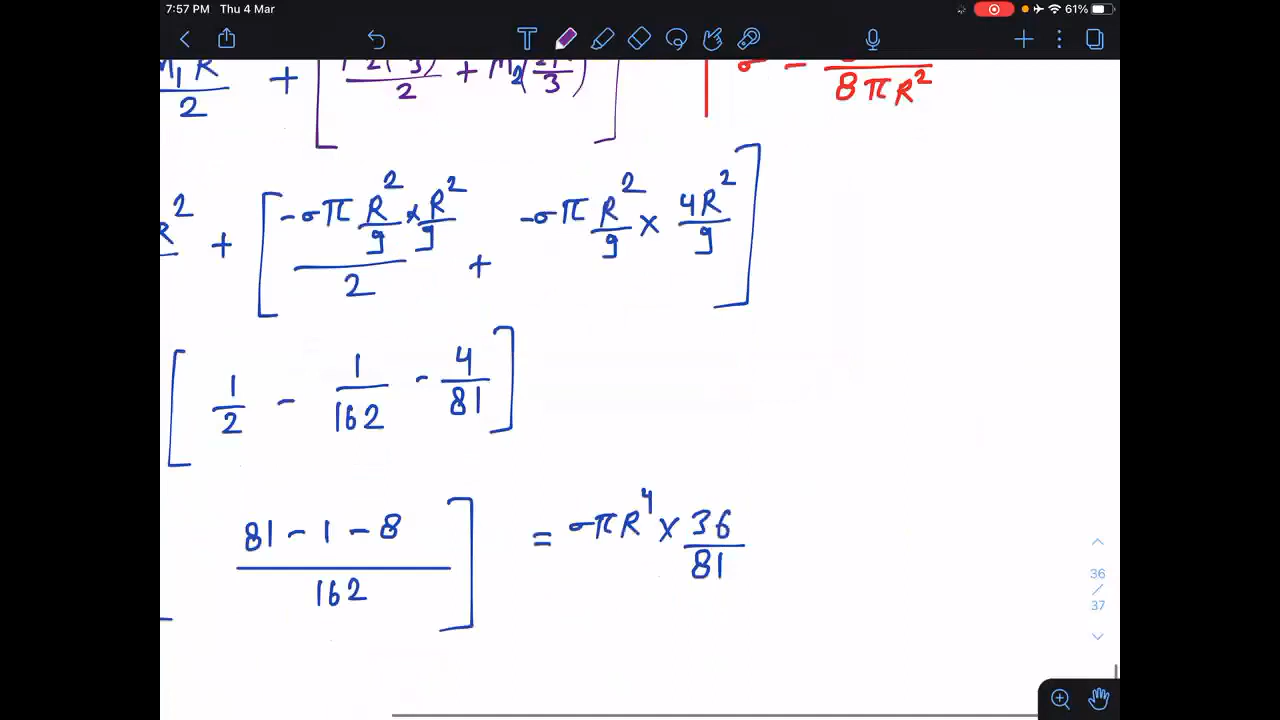 7:57 PM Thu 4 Mar 61%
M₁R/2 + [ /2 + M₂( /3) ]
8πR²
R² + [ (-σπ R²/9 × R²/9)/2 + -σπ R²/9 × 4R²/9 ]
[ 1/2 - 1/162 - 4/81 ]
(81 - 1 - 8)/162 ] = σπR⁴ × 36/81
36
/
37